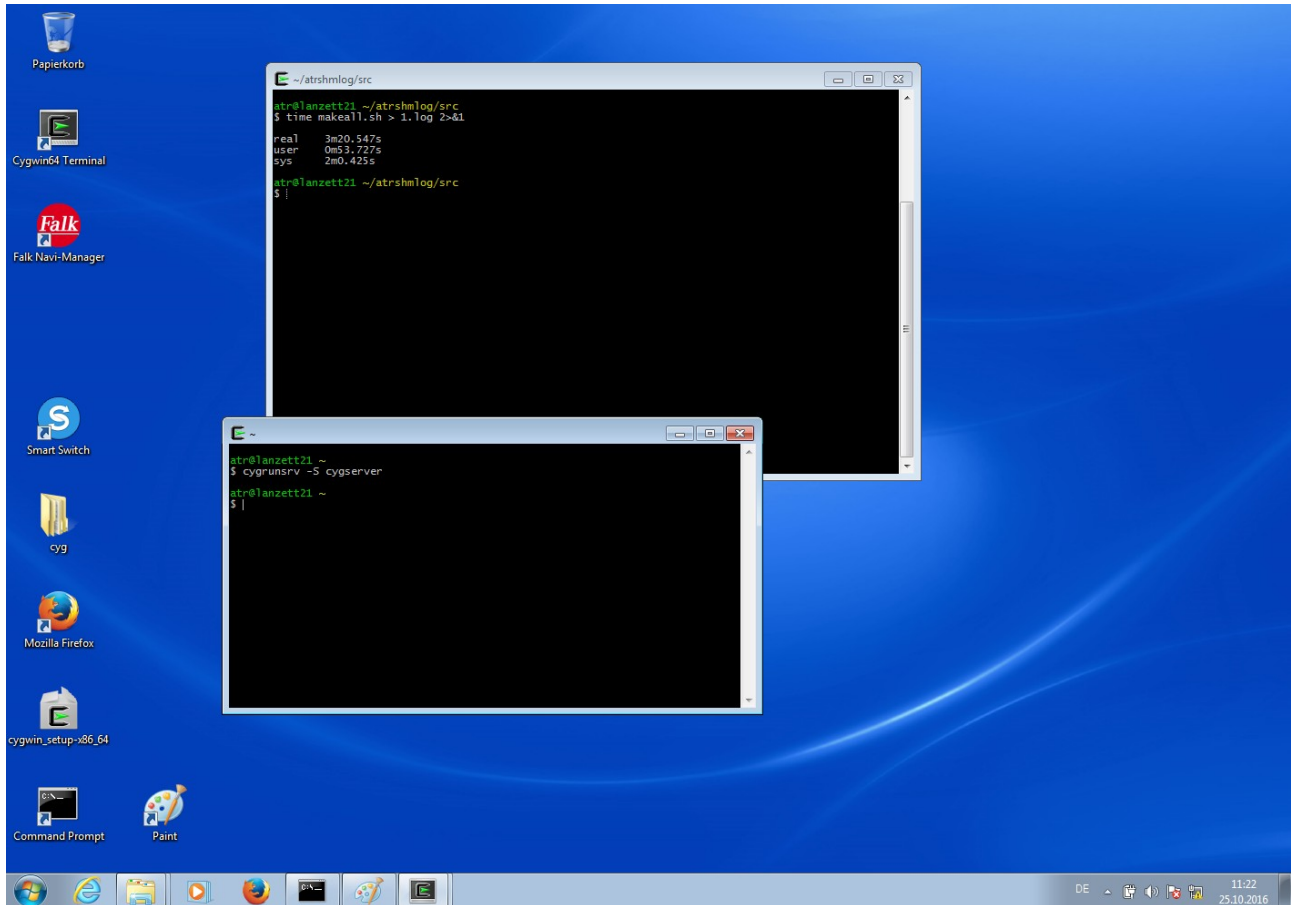 Papierkorb
Cygwin64 Terminal
Falk
Falk Navi-Manager
S
Smart Switch
cyg
Mozilla Firefox
cygwin_setup-x86_64
C:\_
Command Prompt
Paint
~/atrshmlog/src
atr@lanzett21 ~/atrshmlog/src
$ time makeall.sh > 1.log 2>&1
real 3m20.547s
user 0m53.727s
sys 2m0.425s
atr@lanzett21 ~/atrshmlog/src
$
~
atr@lanzett21 ~
$ cygrunsrv -S cygserver
atr@lanzett21 ~
$
C:\_
DE
11:22
25.10.2016